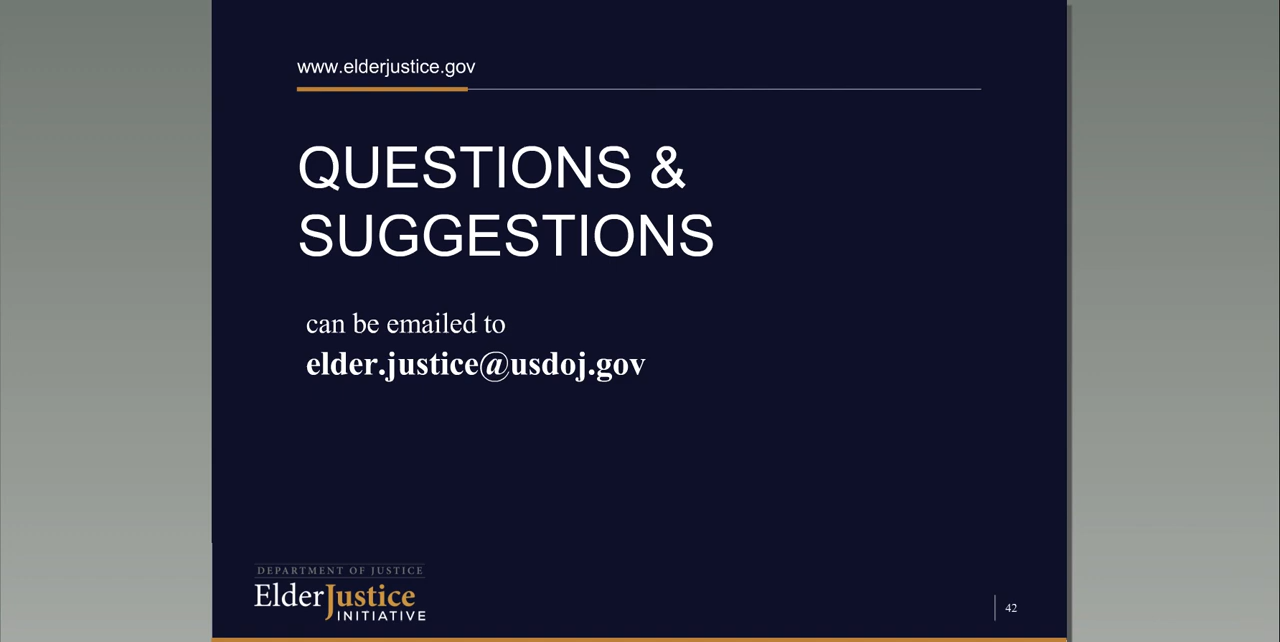 www.elderjustice.gov
QUESTIONS &
SUGGESTIONS
can be emailed to
elder.justice@usdoj.gov
DEPARTMENT OF JUSTICE
ElderJustice
INITIATIVE
42